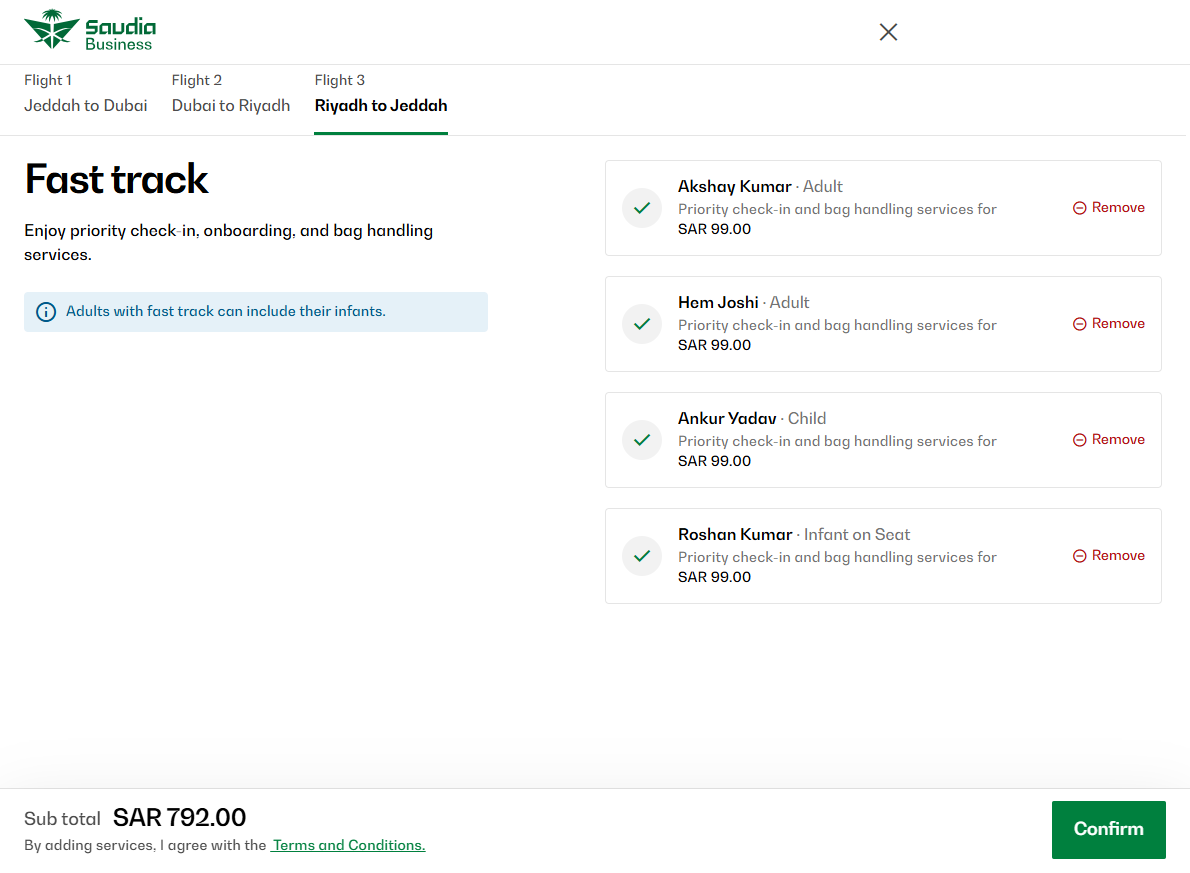 Saudia
Business
Flight 1
Jeddah to Dubai
Flight 2
Dubai to Riyadh
Flight 3
Riyadh to Jeddah
Fast track
Enjoy priority check-in, onboarding, and bag handling
services.
Adults with fast track can include their infants.
Akshay Kumar · Adult
Priority check-in and bag handling services for
SAR 99.00
Remove
Hem Joshi · Adult
Priority check-in and bag handling services for
SAR 99.00
Remove
Ankur Yadav · Child
Priority check-in and bag handling services for
SAR 99.00
Remove
Roshan Kumar · Infant on Seat
Priority check-in and bag handling services for
SAR 99.00
Remove
Sub total SAR 792.00
By adding services, I agree with the Terms and Conditions.
Confirm